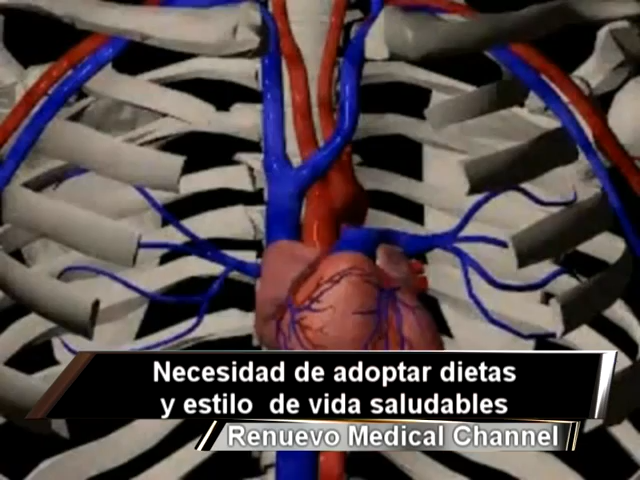 Necesidad de adoptar dietas
y estilo de vida saludables
Renuevo Medical Channel